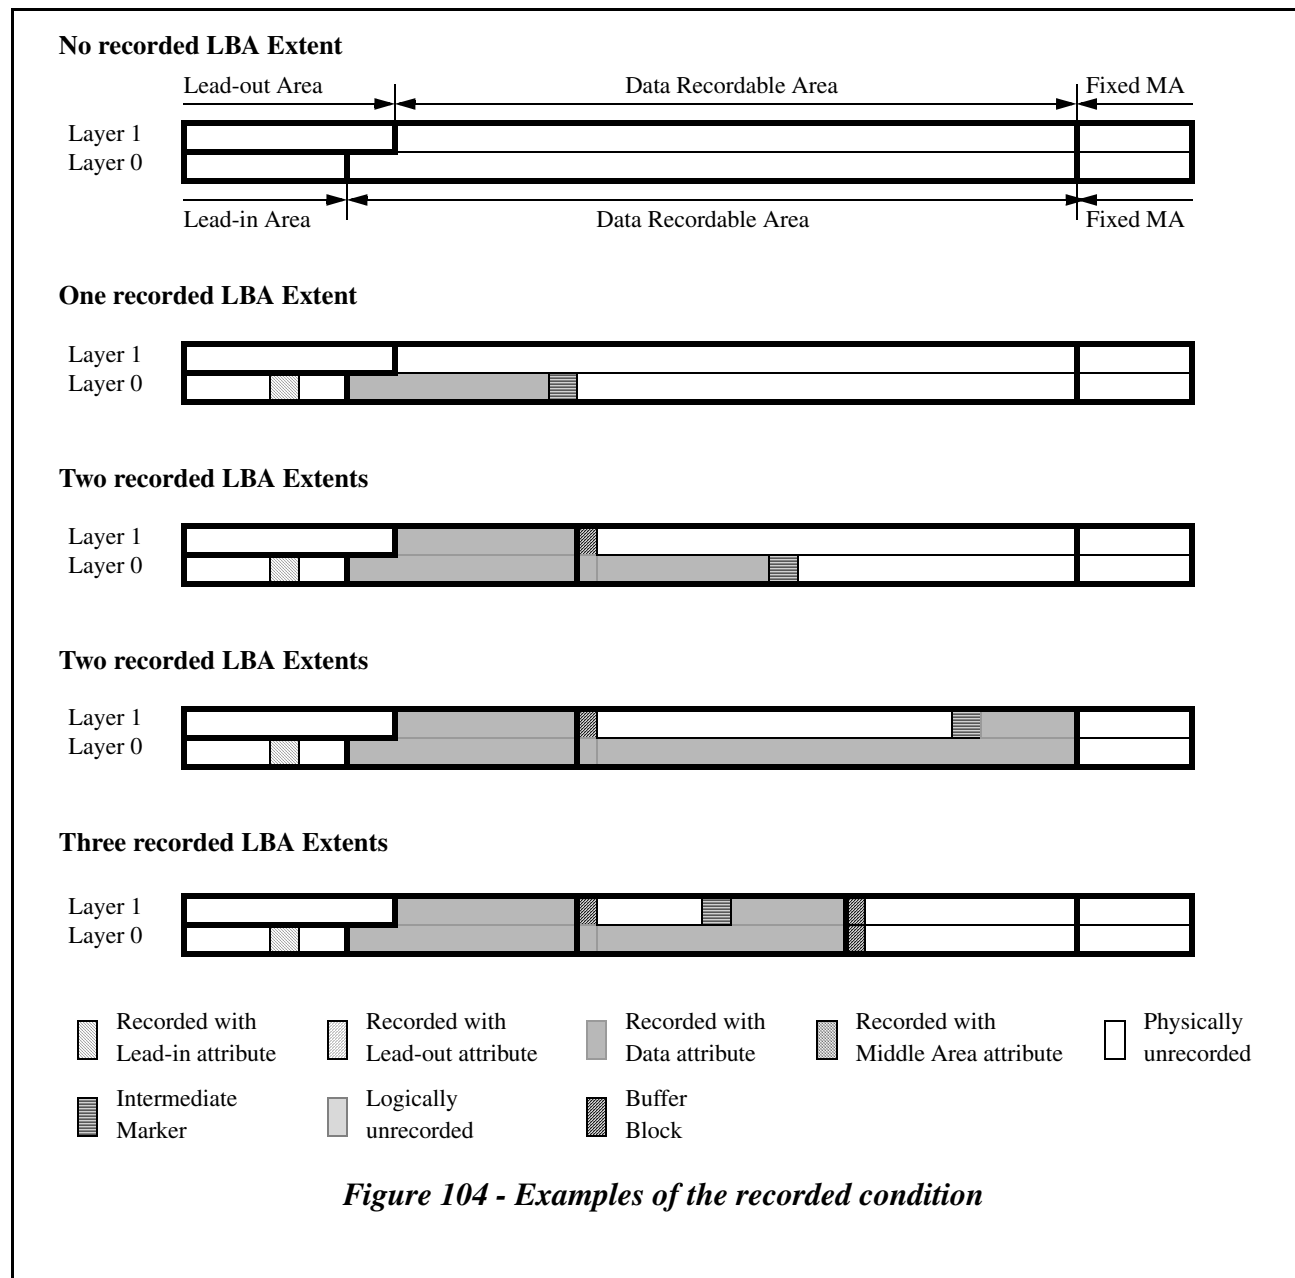 No recorded LBA Extent
Lead-out Area Data Recordable Area Fixed MA
Layer 1
Layer 0
Lead-in Area Data Recordable Area Fixed MA
One recorded LBA Extent
Layer 1
Layer 0
Two recorded LBA Extents
Layer 1
Layer 0
Two recorded LBA Extents
Layer 1
Layer 0
Three recorded LBA Extents
Layer 1
Layer 0
Recorded with Lead-in attribute
Recorded with Lead-out attribute
Recorded with Data attribute
Recorded with Middle Area attribute
Physically unrecorded
Intermediate Marker
Logically unrecorded
Buffer Block
Figure 104 - Examples of the recorded condition